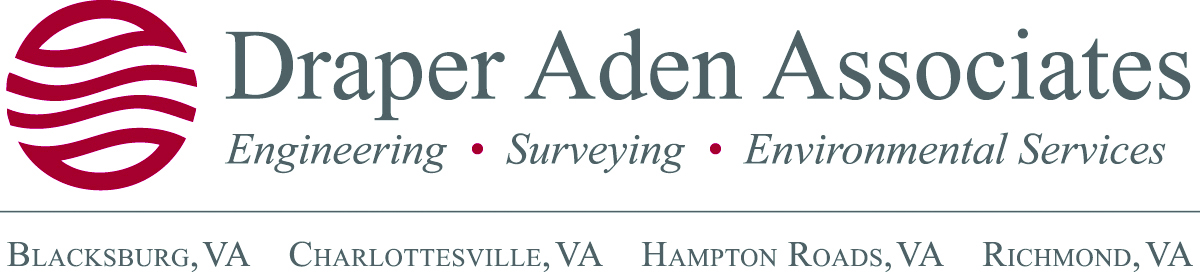 Draper Aden Associates
Engineering • Surveying • Environmental Services
Blacksburg, VA Charlottesville, VA Hampton Roads, VA Richmond, VA